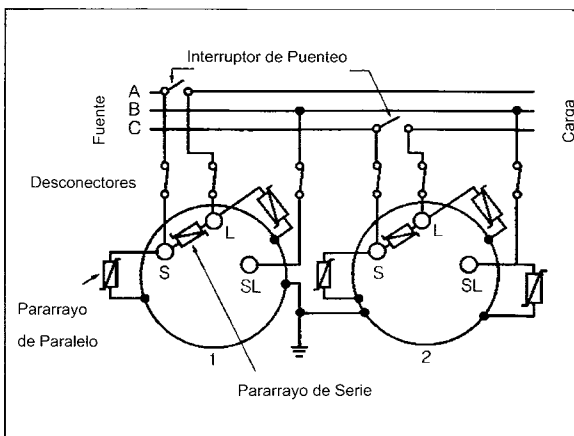 Interruptor de Puenteo
Fuente
A
B
C
Carga
Desconectores
L
L
S
SL
S
SL
Pararrayo
de Paralelo
1
2
Pararrayo de Serie